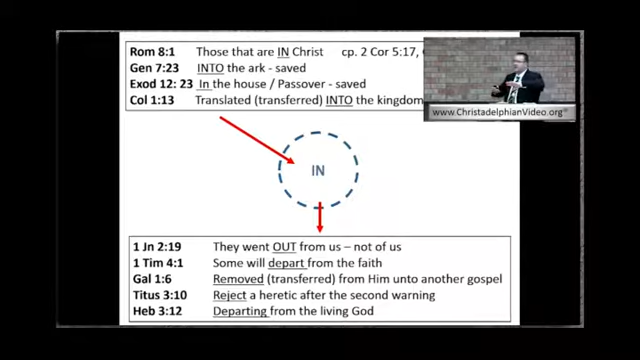 Rom 8:1 Those that are IN Christ cp. 2 Cor 5:17,
Gen 7:23 INTO the ark - saved
Exod 12: 23 In the house / Passover - saved
Col 1:13 Translated (transferred) INTO the kingdom
www.ChristadelphianVideo.org
IN
1 Jn 2:19 They went OUT from us – not of us
1 Tim 4:1 Some will depart from the faith
Gal 1:6 Removed (transferred) from Him unto another gospel
Titus 3:10 Reject a heretic after the second warning
Heb 3:12 Departing from the living God